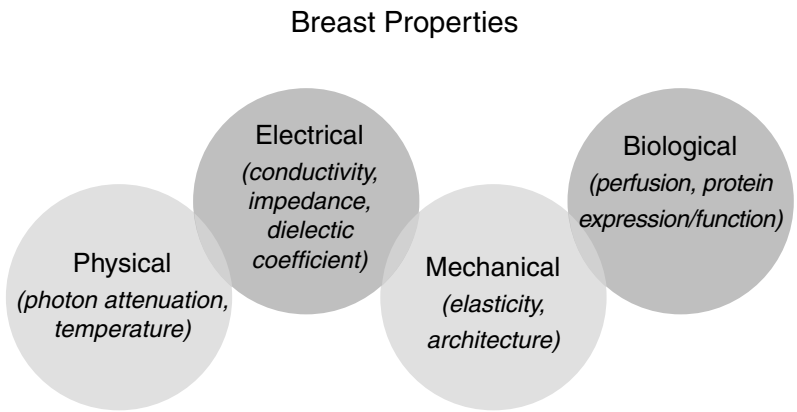 Breast Properties
Electrical
(conductivity,
impedance,
dielectic
coefficient)
Biological
(perfusion, protein
expression/function)
Physical
(photon attenuation,
temperature)
Mechanical
(elasticity,
architecture)